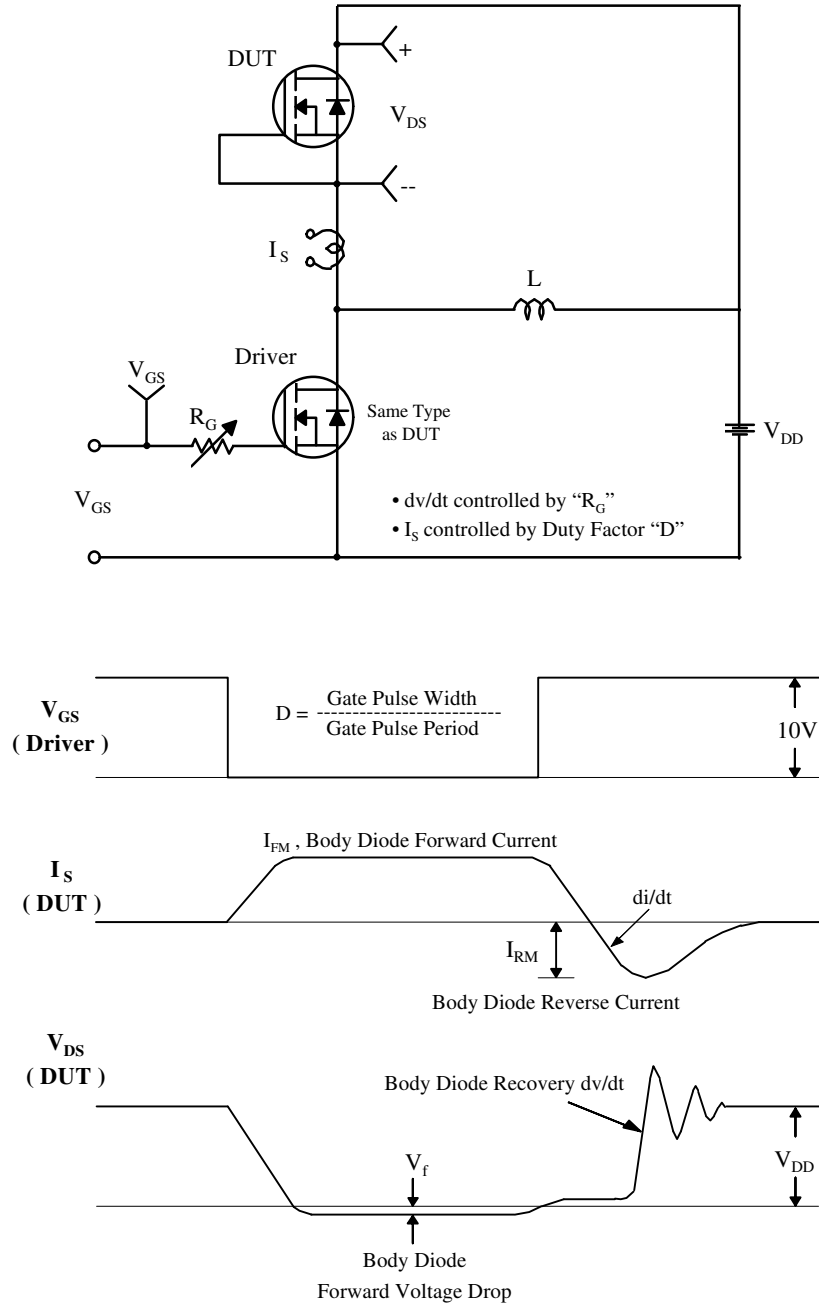 DUT
+
V_DS
--
I_S
L
Driver
V_GS
R_G
Same Type
as DUT
V_DD
V_GS
• dv/dt controlled by “R_G”
• I_S controlled by Duty Factor “D”
V_GS
( Driver )
D = Gate Pulse Width
--------------------------
Gate Pulse Period
10V
I_FM , Body Diode Forward Current
I_S
( DUT )
di/dt
I_RM
Body Diode Reverse Current
V_DS
( DUT )
Body Diode Recovery dv/dt
V_f
V_DD
Body Diode
Forward Voltage Drop